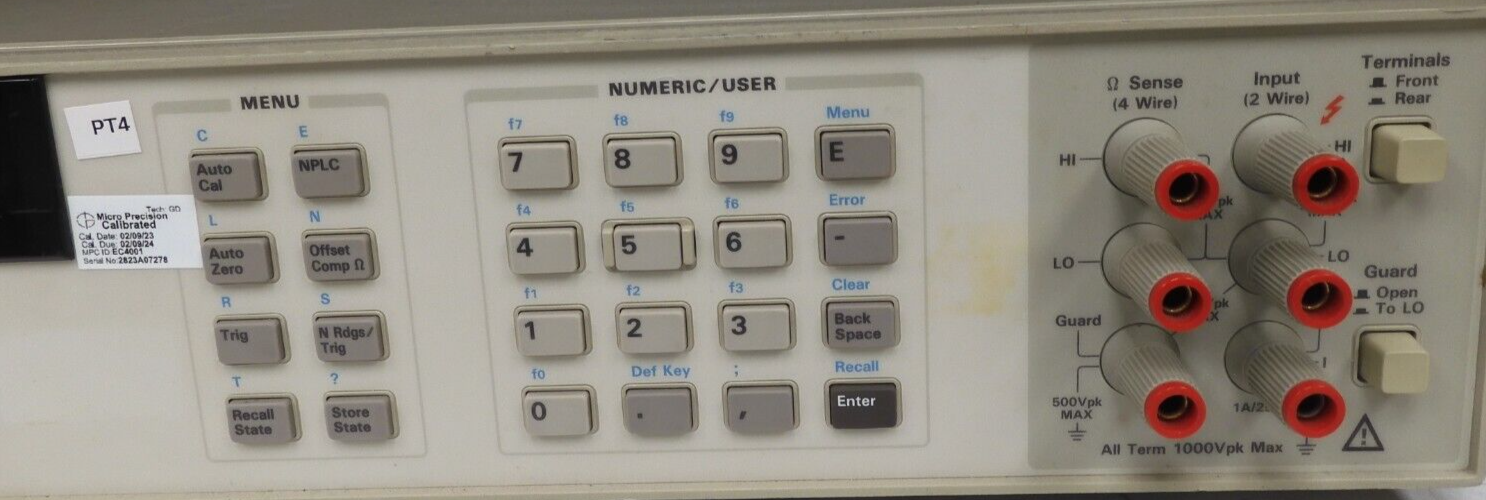 PT4
Tech: GD
Micro Precision
Calibrated
Cal. Date: 02/09/23
Cal. Due: 02/09/24
MPC ID: EC4001
Serial No: 2823A07278
MENU
C E
Auto Cal
NPLC
L N
Auto Zero
Offset Comp Ω
R S
Trig
N Rdgs/ Trig
T ?
Recall State
Store State
NUMERIC/USER
f7 f8 f9 Menu
7 8 9 E
f4 f5 f6 Error
4 5 6 -
f1 f2 f3 Clear
1 2 3 Back Space
f0 Def Key ; Recall
0 . , Enter
Ω Sense
(4 Wire)
Input
(2 Wire)
Terminals
Front
Rear
HI
HI
LO
LO
Guard
Open
To LO
Guard
I
500Vpk
MAX
1A/
All Term 1000Vpk Max